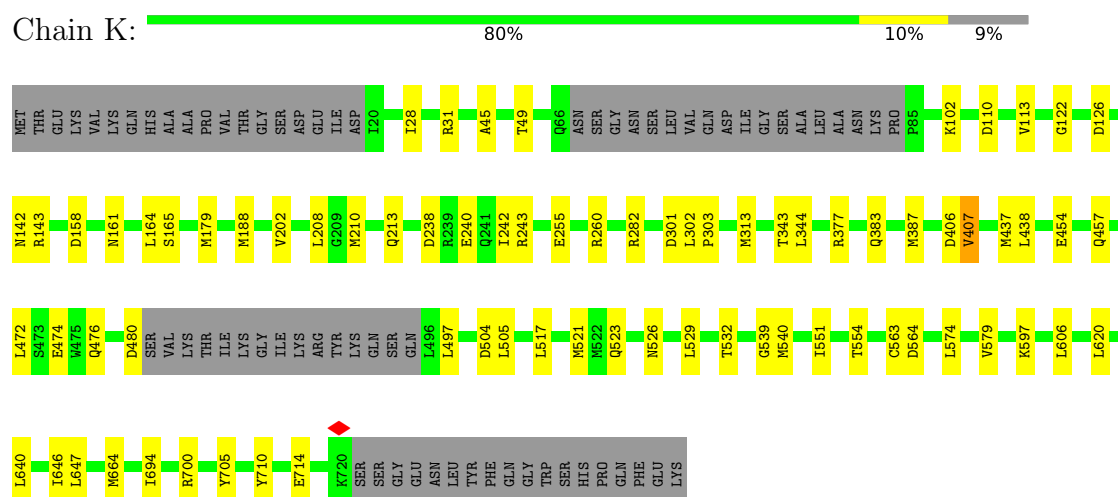 Chain K:
80% 10% 9%
MET THR GLU LYS VAL LYS GLN HIS ALA ALA PRO VAL THR GLY SER ASP GLU ILE ASP I20 I28 R31 A45 T49 Q66 ASN SER GLY ASN SER LEU VAL GLN ASP ILE GLY SER ALA LEU ALA ASN LYS PRO P85 K102 D110 V113 G122 D126
N142 R143 D158 N161 L164 S165 M179 M188 V202 L208 G209 M210 Q213 D238 R239 E240 Q241 I242 R243 E255 R260 R282 D301 L302 P303 M313 T343 L344 R377 Q383 M387 D406 V407 M437 L438 E454 Q457
L472 S473 E474 W475 Q476 D480 SER VAL LYS THR ILE LYS GLY ILE LYS ARG TYR LYS GLN SER GLN L496 L497 D504 L505 L517 M521 M522 Q523 N526 L529 T532 G539 M540 I551 T554 C563 D564 L574 V579 K597 L606 L620
L640 I646 L647 M664 I694 R700 Y705 Y710 E714 K720 SER SER GLY GLU ASN LEU TYR PHE GLN GLY TRP SER HIS PRO GLN PHE GLU LYS